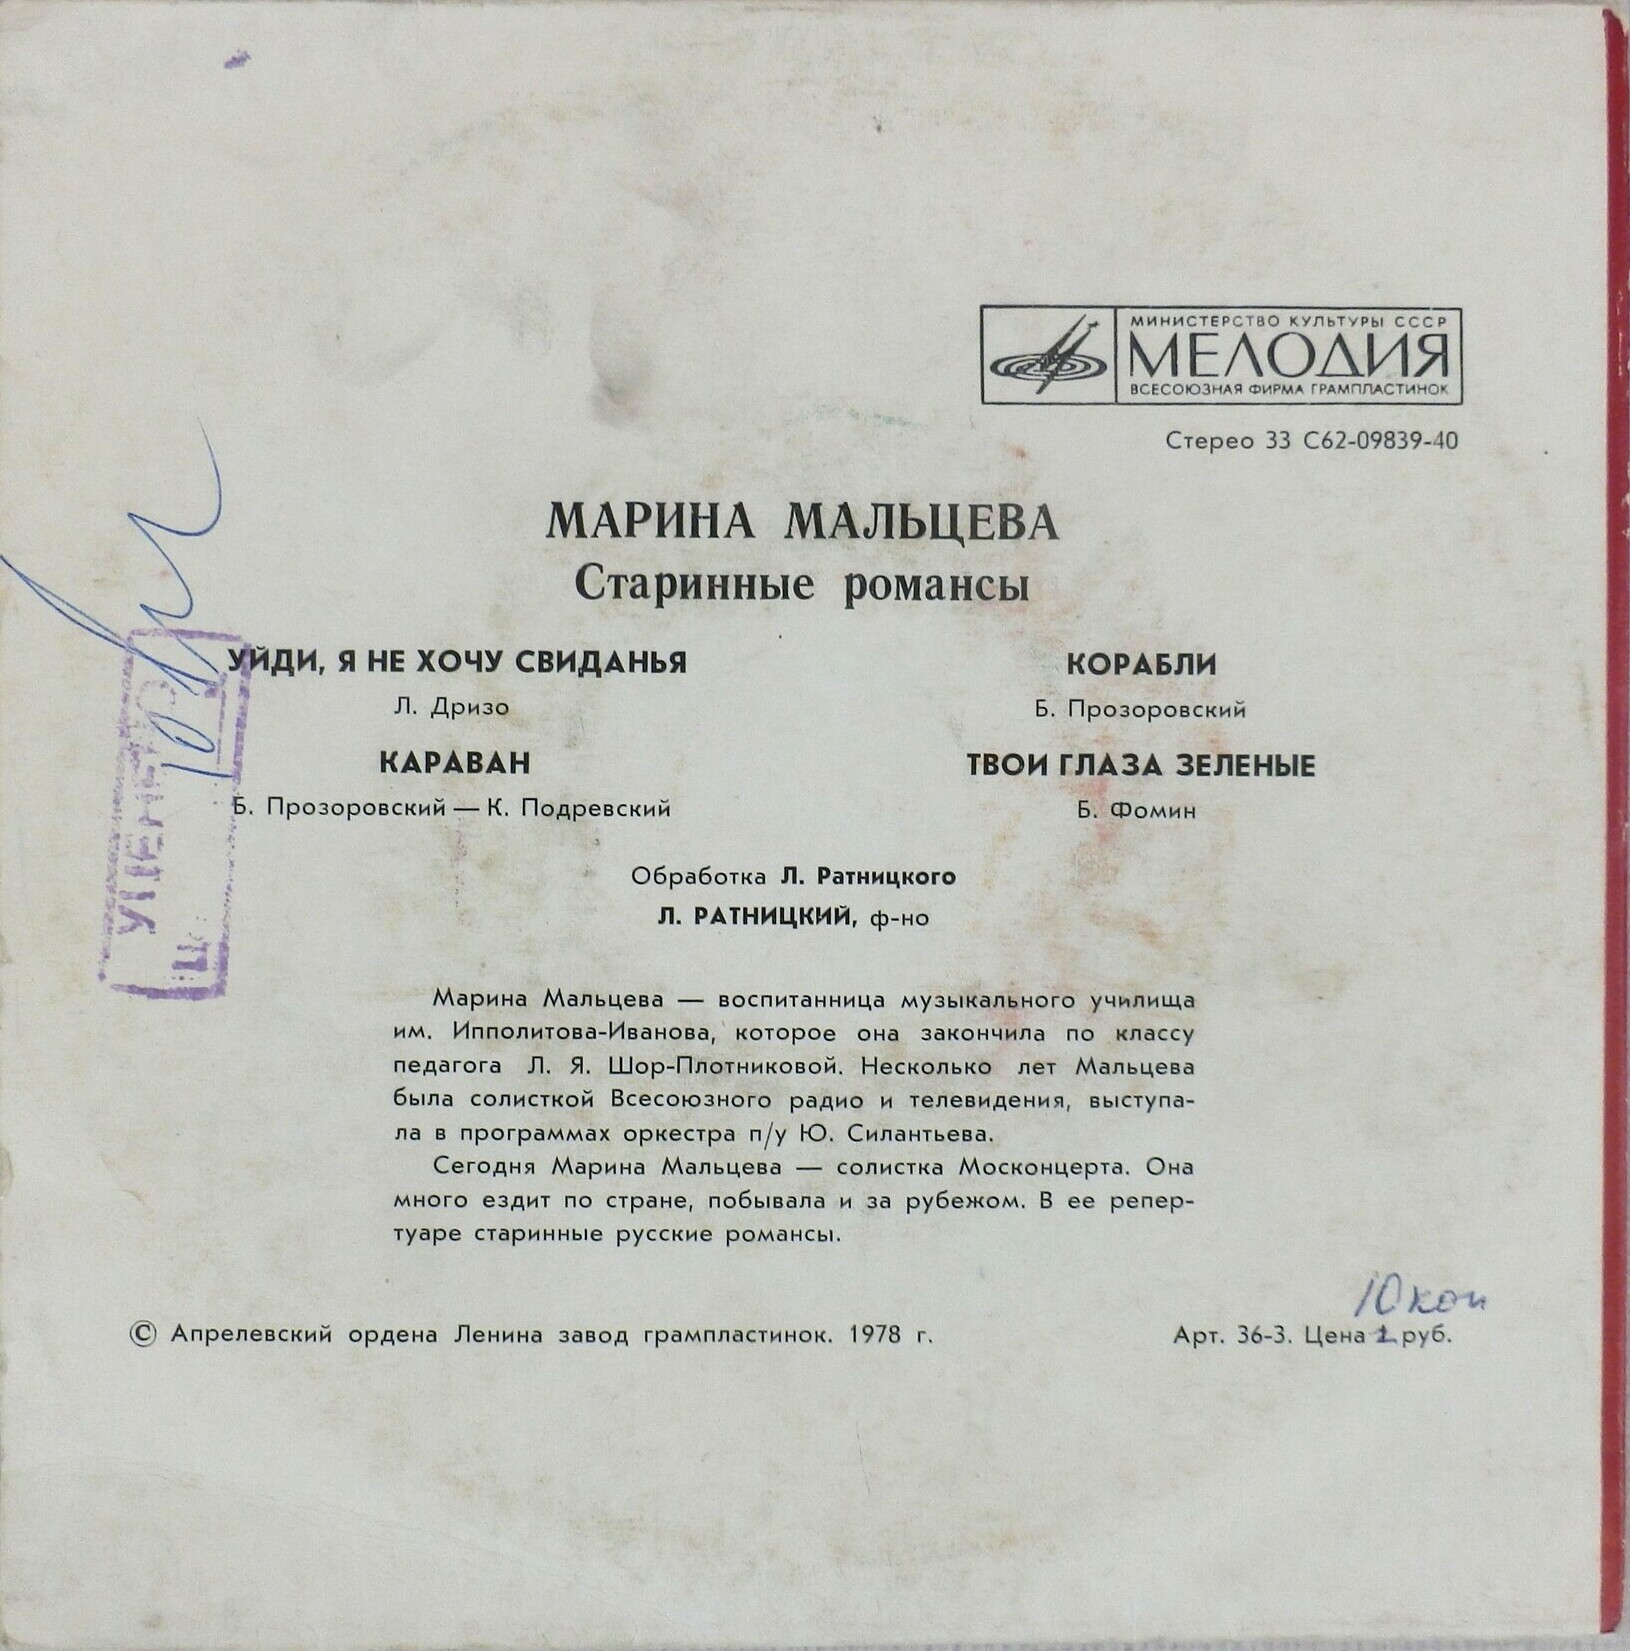 МИНИСТЕРСТВО КУЛЬТУРЫ СССР
МЕЛОДИЯ
ВСЕСОЮЗНАЯ ФИРМА ГРАМПЛАСТИНОК
Стерео 33 С62-09839-40
МАРИНА МАЛЬЦЕВА
Старинные романсы
УЙДИ, Я НЕ ХОЧУ СВИДАНЬЯ
Л. Дризо
КАРАВАН
Б. Прозоровский — К. Подревский
КОРАБЛИ
Б. Прозоровский
ТВОИ ГЛАЗА ЗЕЛЕНЫЕ
Б. Фомин
Обработка Л. Ратницкого
Л. РАТНИЦКИЙ, ф-но
Марина Мальцева — воспитанница музыкального училища
им. Ипполитова-Иванова, которое она закончила по классу
педагога Л. Я. Шор-Плотниковой. Несколько лет Мальцева
была солисткой Всесоюзного радио и телевидения, выступа-
ла в программах оркестра п/у Ю. Силантьева.
Сегодня Марина Мальцева — солистка Москонцерта. Она
много ездит по стране, побывала и за рубежом. В ее репер-
туаре старинные русские романсы.
10 коп
© Апрелевский ордена Ленина завод грампластинок. 1978 г.
Арт. 36-3. Цена 1 руб.